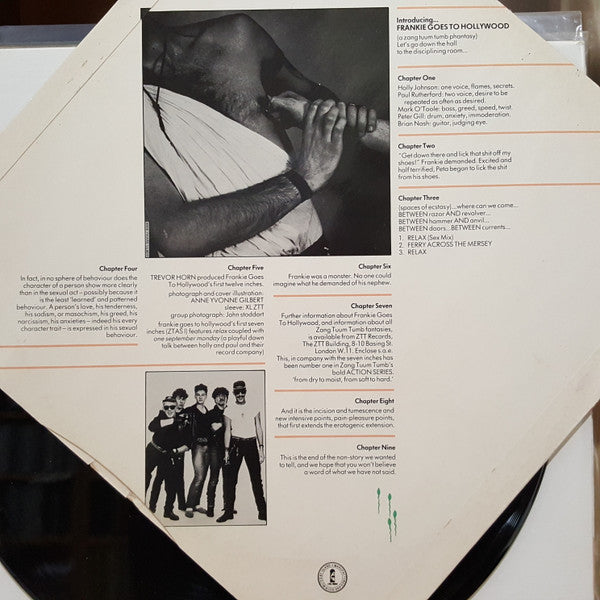 Introducing...
FRANKIE GOES TO HOLLYWOOD
(a zang tuum tumb phantasy)
Let's go down the hall
to the disciplining room...
Chapter One
Holly Johnson: one voice, flames, secrets.
Paul Rutherford: two voice, desire to be
repeated as often as desired.
Mark O'Toole: bass, greed, speed, twist.
Peter Gill: drum, anxiety, immoderation.
Brian Nash: guitar, judging eye.
Chapter Two
"Get down there and lick that shit off my
shoes!" Frankie demanded. Excited and
half terrified, Peta began to lick the shit
from his shoes.
Chapter Three
(spaces of ecstasy)...where can we come...
BETWEEN razor AND revolver...
BETWEEN hammer AND anvil...
BETWEEN doors...BETWEEN currents...
1. RELAX (Sex Mix)
2. FERRY ACROSS THE MERSEY
3. RELAX
Chapter Four
In fact, in no sphere of behaviour does the
character of a person show more clearly
than in the sexual act – possibly because it
is the least 'learned' and patterned
behaviour. A person's love, his tenderness,
his sadism, or masochism, his greed, his
narcissism, his anxieties – indeed his every
character trait – is expressed in his sexual
behaviour.
Chapter Five
TREVOR HORN produced Frankie Goes
To Hollywood's first twelve inches.
photograph and cover illustration:
ANNE YVONNE GILBERT
sleeve: XLZTT
group photograph: John stoddart
frankie goes to hollywood's first seven
inches (ZTAS 1) features relax coupled with
one september monday (a playful down
talk between holly and paul and their
record company)
Chapter Six
Frankie was a monster. No one could
imagine what he demanded of his nephew.
Chapter Seven
Further information about Frankie Goes
To Hollywood, and information about all
Zang Tuum Tumb fantasies,
is available from ZTT Records,
The ZTT Building, 8-10 Basing St.
London W.11. Enclose s.a.e.
This, in company with the seven inches has
been number one in Zang Tuum Tumb's
bold ACTION SERIES.
'from dry to moist, from soft to hard.'
Chapter Eight
And it is the incision and tumescence and
new intensive points, pain-pleasure points,
that first extends the erotogenic extension.
Chapter Nine
This is the end of the non-story we wanted
to tell, and we hope that you won't believe
a word of what we have not said.